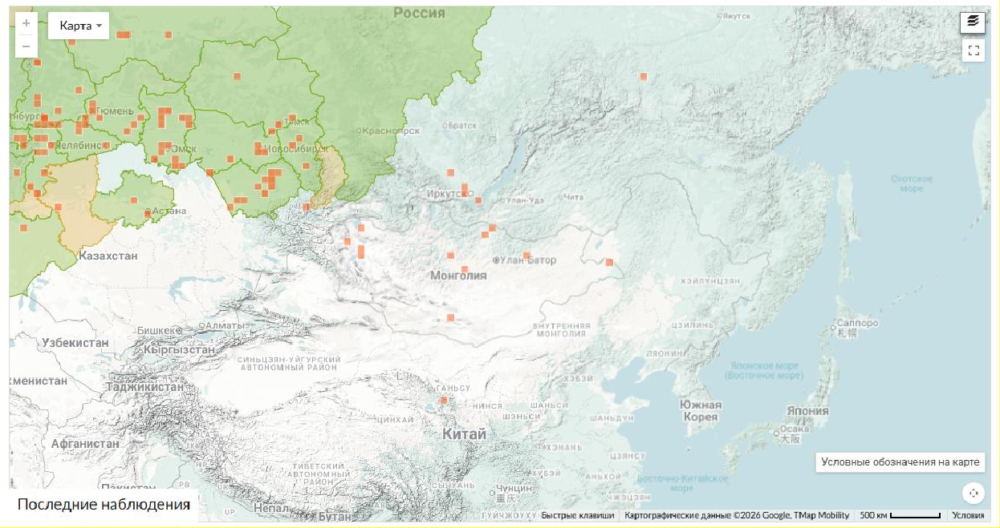 Россия
Якутск
+
Карта
−
Тюмень
Томск
Красноярск
Братск
Челябинск
Омск
Новосибирск
Охотское
море
Иркутск
Улан-Удэ
Чита
Астана
Казахстан
Улан-Батор
Монголия
ХЭЙЛУНЦЗЯН
Бишкек
Алматы
ВНУТРЕННЯЯ
МОНГОЛИЯ
ЦЗИЛИНЬ
Саппоро
札幌
Узбекистан
Кыргызстан
СИНЬЦЗЯН-УЙГУРСКИЙ
АВТОНОМНЫЙ РАЙОН
ЛЯОНИН
Японское море
(Восточное море)
ХЭБЭЙ
Таджикистан
ГАНЬСУ
НИНСЯ
ШАНЬСИ
ШЭНЬСИ
ШАНЬДУН
ЦИНХАЙ
Южная
Корея
Япония
Осака
大阪
Китай
Афганистан
ХЭНАНЬ
ЦЗЯНСУ
ТИБЕТСКИЙ
АВТОНОМНЫЙ
РАЙОН
ХУБЭЙ
АНЬХОЙ
Условные обозначения на карте
Восточно-Китайское
море
Пакистан
СЫЧУАНЬ
Чунцин
重庆
ЧЖЭЦЗЯН
Последние наблюдения
UP
Непал
Бутан
ГУЙЧЖОУ
Быстрые клавиши
Картографические данные ©2026 Google, TMap Mobility
500 км
Условия